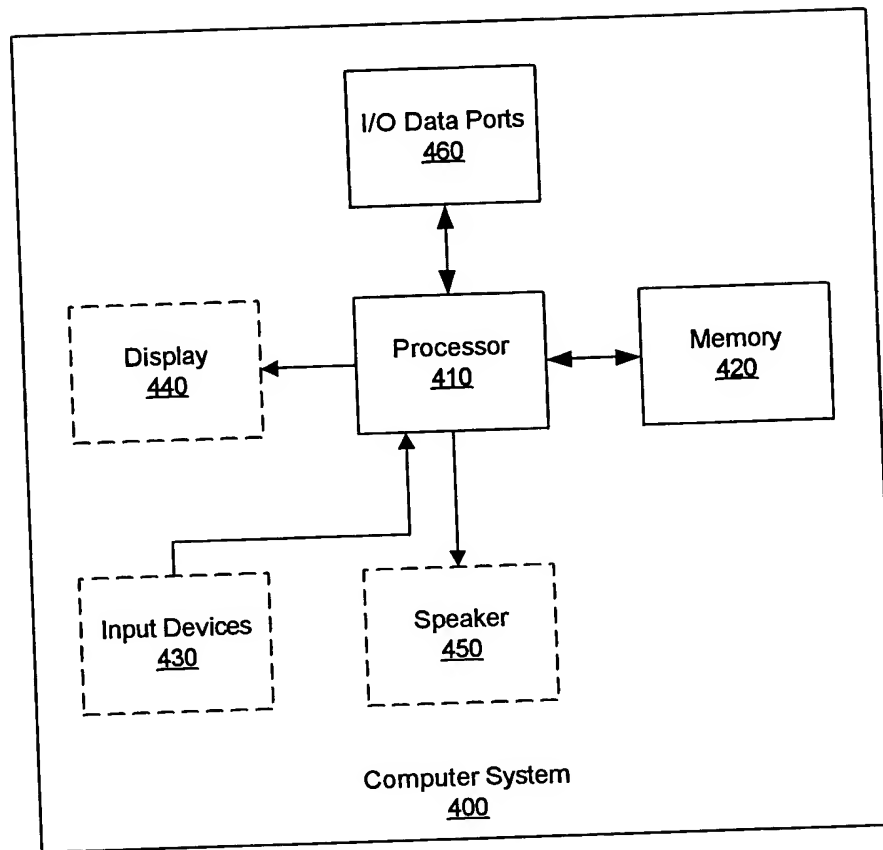 I/O Data Ports
460
Display
440
Processor
410
Memory
420
Input Devices
430
Speaker
450
Computer System
400